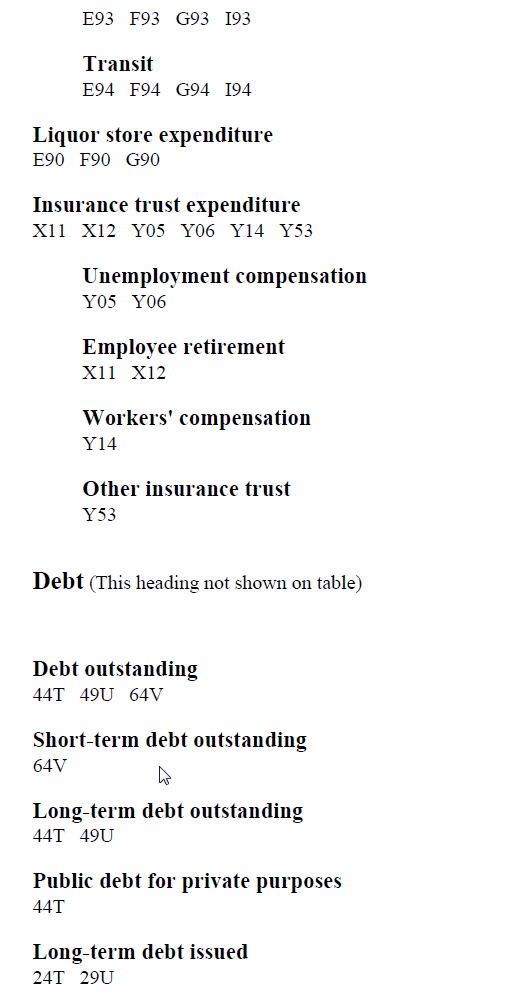 E93 F93 G93 I93
Transit
E94 F94 G94 I94
Liquor store expenditure
E90 F90 G90
Insurance trust expenditure
X11 X12 Y05 Y06 Y14 Y53
Unemployment compensation
Y05 Y06
Employee retirement
X11 X12
Workers' compensation
Y14
Other insurance trust
Y53
Debt (This heading not shown on table)
Debt outstanding
44T 49U 64V
Short-term debt outstanding
64V
Long-term debt outstanding
44T 49U
Public debt for private purposes
44T
Long-term debt issued
24T 29U